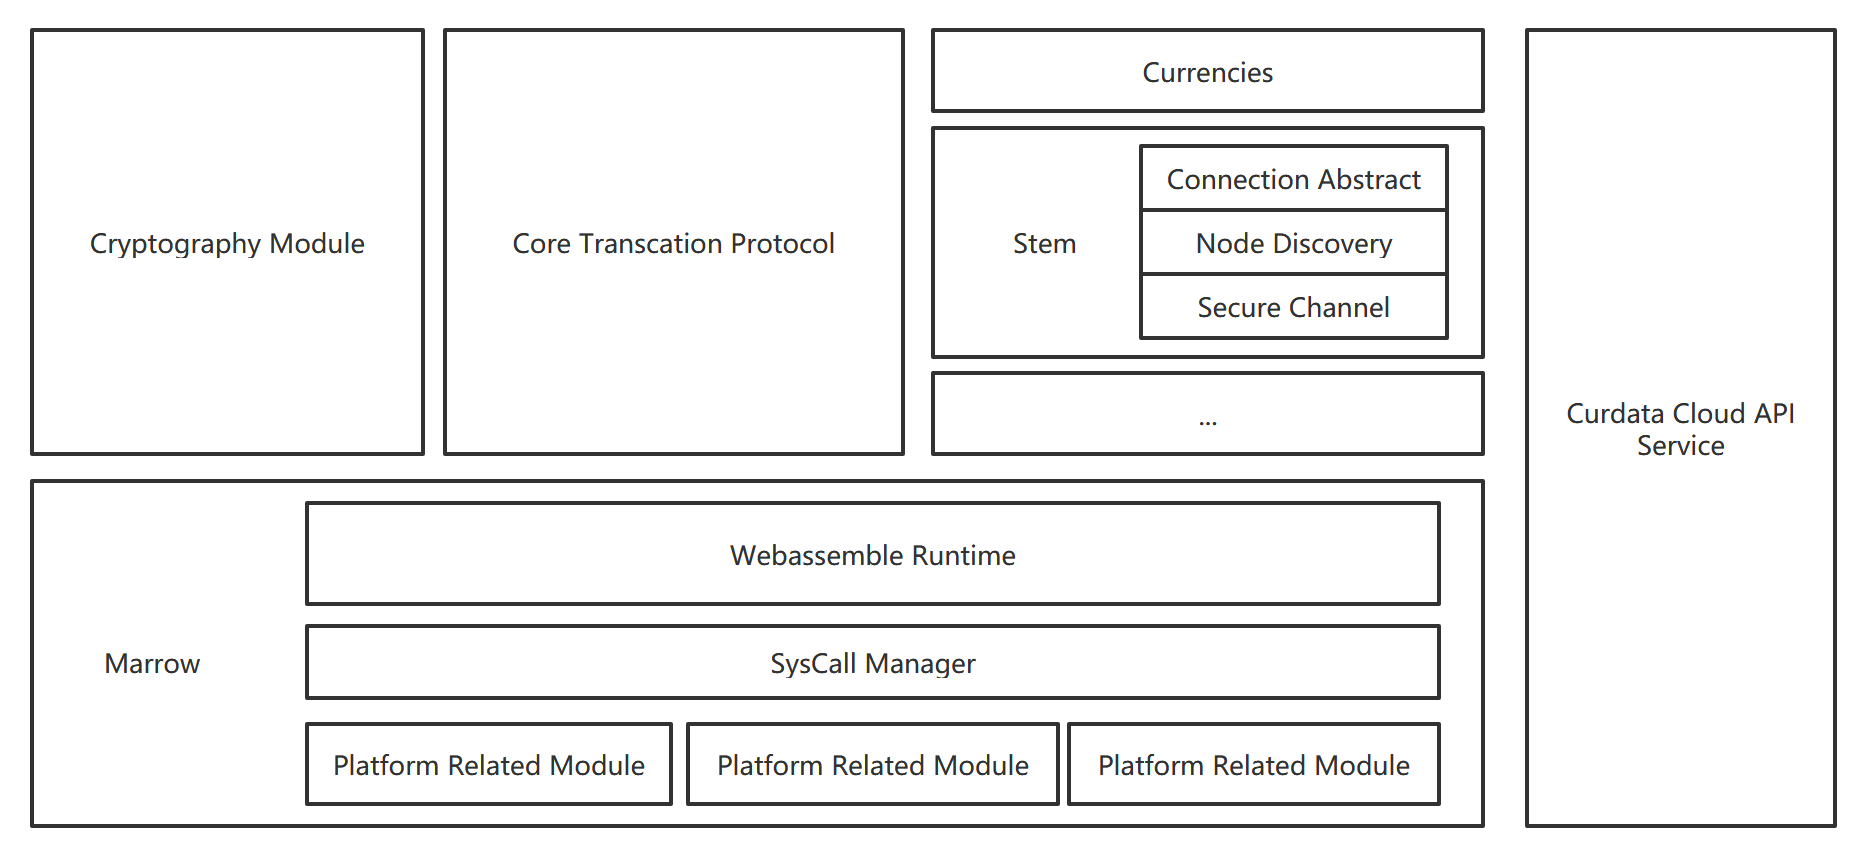 Cryptography Module
Core Transcation Protocol
Currencies
Stem
Connection Abstract
Node Discovery
Secure Channel
...
Curdata Cloud API
Service
Marrow
Webassemble Runtime
SysCall Manager
Platform Related Module
Platform Related Module
Platform Related Module